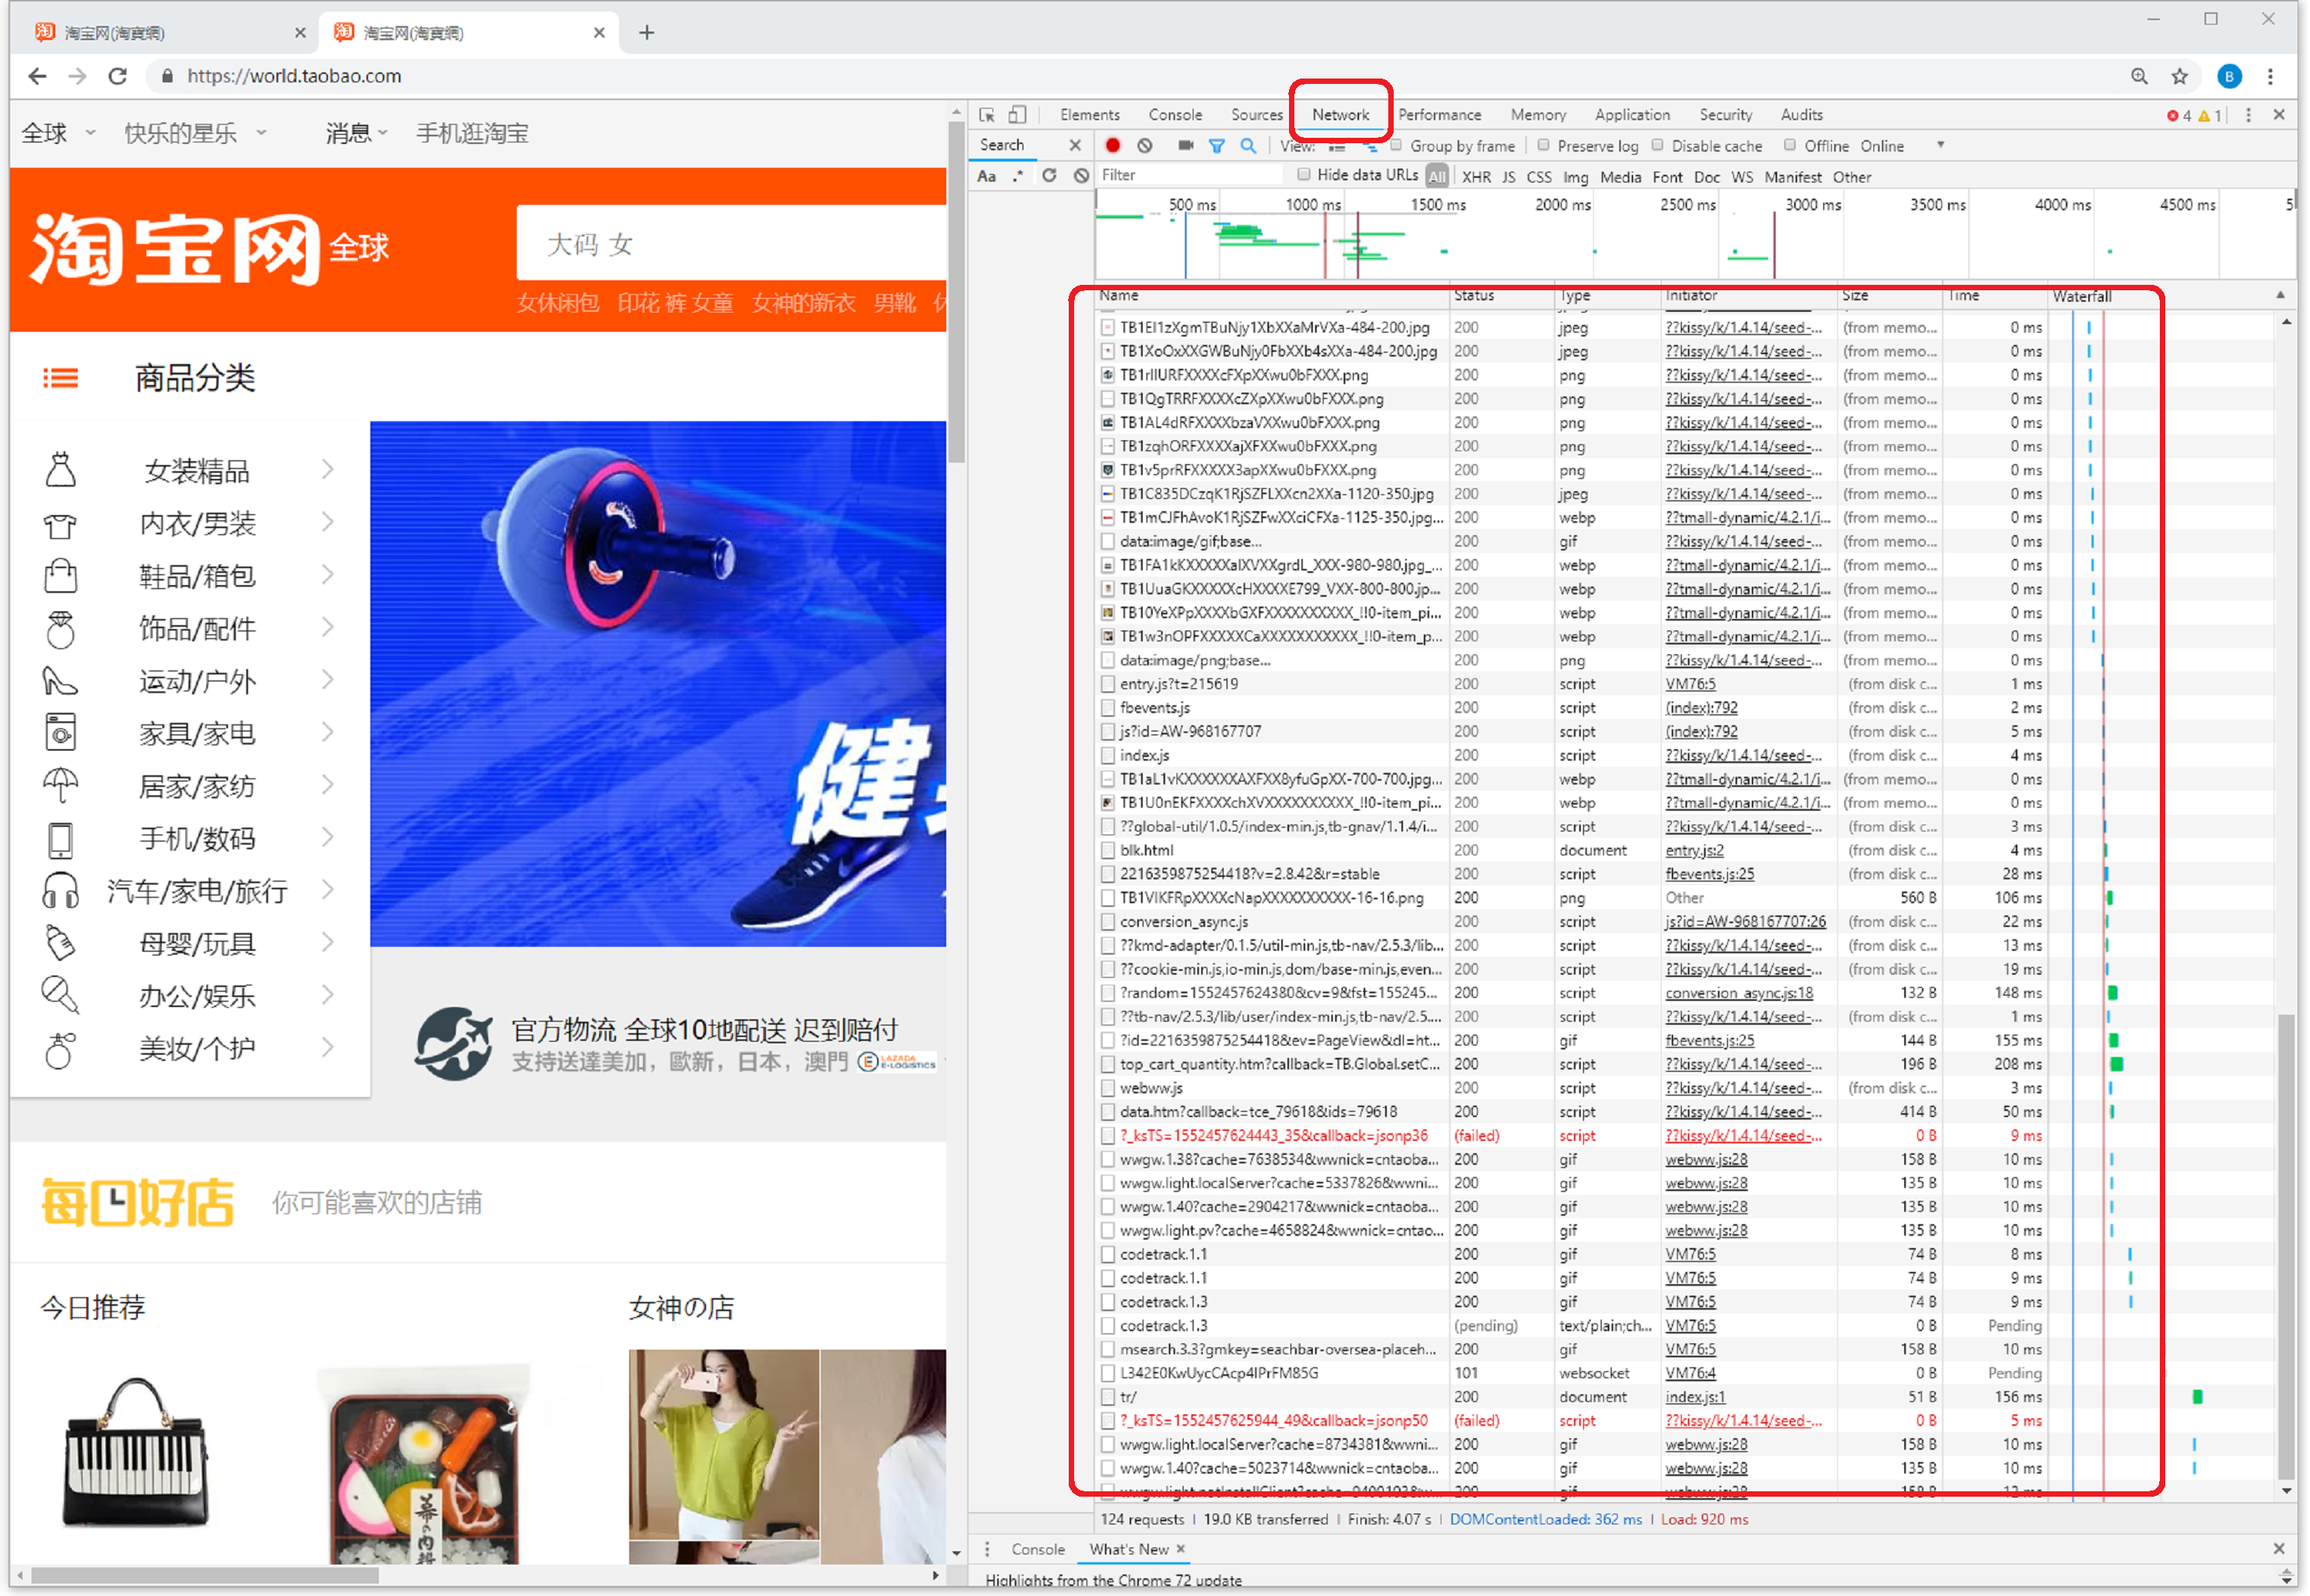 淘宝网(淘寶網)
淘宝网(淘寶網)
https://world.taobao.com
B
全球 快乐的星乐 消息 手机逛淘宝
淘宝网全球
大码 女
女休闲包 印花 裤 女童 女神的新衣 男靴
商品分类
女装精品
内衣/男装
鞋品/箱包
饰品/配件
运动/户外
家具/家电
居家/家纺
手机/数码
汽车/家电/旅行
母婴/玩具
办公/娱乐
美妆/个护
健
官方物流 全球10地配送 迟到赔付
支持送達美加，歐新，日本，澳門 LAZADA E-LOGISTICS
每日好店 你可能喜欢的店铺
今日推荐 女神の店
Elements Console Sources Network Performance Memory Application Security Audits 4 1
Search
View: Group by frame Preserve log Disable cache Offline Online
Aa .* Filter Hide data URLs All XHR JS CSS Img Media Font Doc WS Manifest Other
500 ms 1000 ms 1500 ms 2000 ms 2500 ms 3000 ms 3500 ms 4000 ms 4500 ms 5
Name Status Type Initiator Size Time Waterfall
TB1EI1zXgmTBuNjy1XbXXaMrVXa-484-200.jpg 200 jpeg ??kissy/k/1.4.14/seed-... (from memo... 0 ms
TB1XoOxXXGWBuNjy0FbXXb4sXXa-484-200.jpg 200 jpeg ??kissy/k/1.4.14/seed-... (from memo... 0 ms
TB1rIIURFXXXXcFXpXXwu0bFXXX.png 200 png ??kissy/k/1.4.14/seed-... (from memo... 0 ms
TB1QgTRRFXXXXcZXpXXwu0bFXXX.png 200 png ??kissy/k/1.4.14/seed-... (from memo... 0 ms
TB1AL4dRFXXXXbzaVXXwu0bFXXX.png 200 png ??kissy/k/1.4.14/seed-... (from memo... 0 ms
TB1zqhORFXXXXajXFXXwu0bFXXX.png 200 png ??kissy/k/1.4.14/seed-... (from memo... 0 ms
TB1v5prRFXXXXX3apXXwu0bFXXX.png 200 png ??kissy/k/1.4.14/seed-... (from memo... 0 ms
TB1C835DCzqK1RjSZFLXXcn2XXa-1120-350.jpg 200 jpeg ??kissy/k/1.4.14/seed-... (from memo... 0 ms
TB1mCJFhAvoK1RjSZFwXXciCFXa-1125-350.jpg... 200 webp ??tmall-dynamic/4.2.1/i... (from memo... 0 ms
data:image/gif;base... 200 gif ??kissy/k/1.4.14/seed-... (from memo... 0 ms
TB1FA1kKXXXXXaIXVXXgrdL_XXX-980-980.jpg_... 200 webp ??tmall-dynamic/4.2.1/i... (from memo... 0 ms
TB1UuaGKXXXXXcHXXXXE799_VXX-800-800.jp... 200 webp ??tmall-dynamic/4.2.1/i... (from memo... 0 ms
TB10YeXPpXXXXbGXFXXXXXXXXXX_!!0-item_pi... 200 webp ??tmall-dynamic/4.2.1/i... (from memo... 0 ms
TB1w3nOPFXXXXXCaXXXXXXXXXXX_!!0-item_p... 200 webp ??tmall-dynamic/4.2.1/i... (from memo... 0 ms
data:image/png;base... 200 png ??kissy/k/1.4.14/seed-... (from memo... 0 ms
entry.js?t=215619 200 script VM76:5 (from disk c... 1 ms
fbevents.js 200 script (index):792 (from disk c... 2 ms
js?id=AW-968167707 200 script (index):792 (from disk c... 5 ms
index.js 200 script ??kissy/k/1.4.14/seed-... (from disk c... 4 ms
TB1aL1vKXXXXXXAXFXX8yfuGpXX-700-700.jpg... 200 webp ??tmall-dynamic/4.2.1/i... (from memo... 0 ms
TB1U0nEKFXXXXchXVXXXXXXXXXX_!!0-item_pi... 200 webp ??tmall-dynamic/4.2.1/i... (from memo... 0 ms
??global-util/1.0.5/index-min.js,tb-gnav/1.1.4/i... 200 script ??kissy/k/1.4.14/seed-... (from disk c... 3 ms
blk.html 200 document entry.js:2 (from disk c... 4 ms
2216359875254418?v=2.8.42&r=stable 200 script fbevents.js:25 (from disk c... 28 ms
TB1VIKFRpXXXXcNapXXXXXXXXXX-16-16.png 200 png Other 560 B 106 ms
conversion_async.js 200 script js?id=AW-968167707:26 (from disk c... 22 ms
??kmd-adapter/0.1.5/util-min.js,tb-nav/2.5.3/lib... 200 script ??kissy/k/1.4.14/seed-... (from disk c... 13 ms
??cookie-min.js,io-min.js,dom/base-min.js,even... 200 script ??kissy/k/1.4.14/seed-... (from disk c... 19 ms
?random=1552457624380&cv=9&fst=155245... 200 script conversion_async.js:18 132 B 148 ms
??tb-nav/2.5.3/lib/user/index-min.js,tb-nav/2.5.... 200 script ??kissy/k/1.4.14/seed-... (from disk c... 1 ms
?id=2216359875254418&ev=PageView&dl=ht... 200 gif fbevents.js:25 144 B 155 ms
top_cart_quantity.htm?callback=TB.Global.setC... 200 script ??kissy/k/1.4.14/seed-... 196 B 208 ms
webww.js 200 script ??kissy/k/1.4.14/seed-... (from disk c... 3 ms
data.htm?callback=tce_79618&ids=79618 200 script ??kissy/k/1.4.14/seed-... 414 B 50 ms
?_ksTS=1552457624443_35&callback=jsonp36 (failed) script ??kissy/k/1.4.14/seed-... 0 B 9 ms
wwgw.1.38?cache=7638534&wwnick=cntaoba... 200 gif webww.js:28 158 B 10 ms
wwgw.light.localServer?cache=5337826&wwni... 200 gif webww.js:28 135 B 10 ms
wwgw.1.40?cache=2904217&wwnick=cntaoba... 200 gif webww.js:28 135 B 10 ms
wwgw.light.pv?cache=4658824&wwnick=cntao... 200 gif webww.js:28 135 B 10 ms
codetrack.1.1 200 gif VM76:5 74 B 8 ms
codetrack.1.1 200 gif VM76:5 74 B 9 ms
codetrack.1.3 200 gif VM76:5 74 B 9 ms
codetrack.1.3 (pending) text/plain;ch... VM76:5 0 B Pending
msearch.3.3?gmkey=seachbar-oversea-placeh... 200 gif VM76:5 158 B 10 ms
L342E0KwUycCAcp4IPrFM85G 101 websocket VM76:4 0 B Pending
tr/ 200 document index.js:1 51 B 156 ms
?_ksTS=1552457625944_49&callback=jsonp50 (failed) script ??kissy/k/1.4.14/seed-... 0 B 5 ms
wwgw.light.localServer?cache=8734381&wwni... 200 gif webww.js:28 158 B 10 ms
wwgw.1.40?cache=5023714&wwnick=cntaoba... 200 gif webww.js:28 135 B 10 ms
124 requests | 19.0 KB transferred | Finish: 4.07 s | DOMContentLoaded: 362 ms | Load: 920 ms
Console What's New
Highlights from the Chrome 72 update